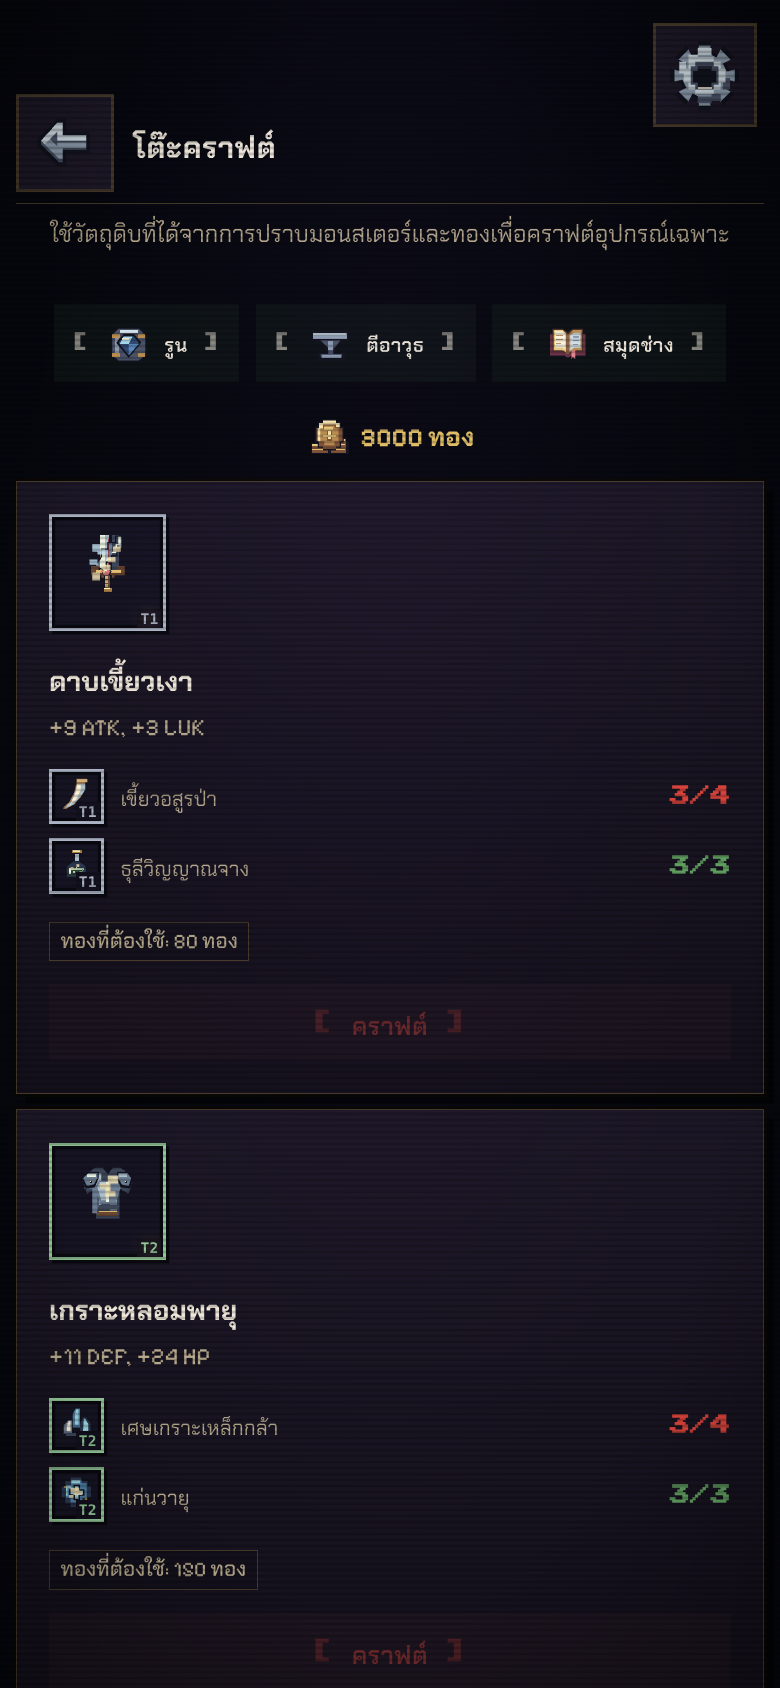 โต๊ะคราฟต์
ใช้วัตถุดิบที่ได้จากการปราบมอนสเตอร์และทองเพื่อคราฟต์อุปกรณ์เฉพาะ
[ รูน ] [ ตีอาวุธ ] [ สมุดช่าง ]
3000 ทอง
T1
ดาบเขี้ยวเงา
+9 ATK, +3 LUK
T1 เขี้ยวอสูรป่า 3/4
T1 ธุลีวิญญาณจาง 3/3
ทองที่ต้องใช้: 80 ทอง
[ คราฟต์ ]
T2
เกราะหลอมพายุ
+11 DEF, +24 HP
T2 เศษเกราะเหล็กกล้า 3/4
T2 แก่นวายุ 3/3
ทองที่ต้องใช้: 180 ทอง
[ คราฟต์ ]